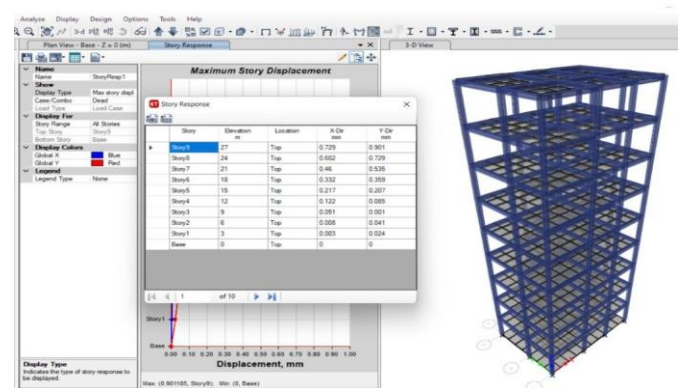 Analyze Display Design Options Tools Help
Plan View - Base - Z = 0 (m)
Story Response
3-D View
Name
Name StoryResp1
Show
Display Type Max story displ
Case/Combo Dead
Load Type Load Case
Display For
Story Range All Stories
Top Story Story9
Bottom Story Base
Display Colors
Global X Blue
Global Y Red
Legend
Legend Type None
Maximum Story Displacement
Story Response
Story Elevation Location X-Dir Y-Dir
m mm mm
Story9 27 Top 0.729 0.901
Story8 24 Top 0.602 0.729
Story7 21 Top 0.46 0.535
Story6 18 Top 0.332 0.359
Story5 15 Top 0.217 0.207
Story4 12 Top 0.122 0.085
Story3 9 Top 0.051 0.001
Story2 6 Top 0.008 0.041
Story1 3 Top 0.003 0.024
Base 0 Top 0 0
1 of 10
Story1
Base
0.00 0.10 0.20 0.30 0.40 0.50 0.60 0.70 0.80 0.90 1.00
Displacement, mm
Display Type
Indicates the type of story response to
be displayed.
Max: (0.901165, Story9); Min: (0, Base)